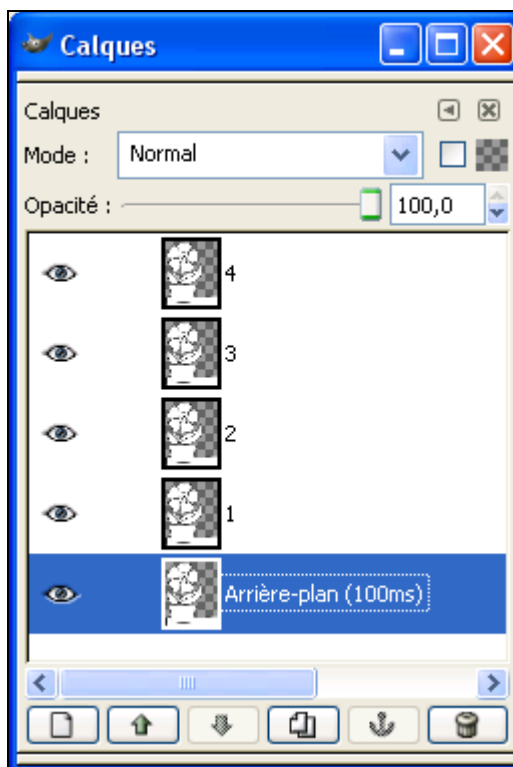 Calques
Calques
Mode : Normal
Opacité : 100,0
4
3
2
1
Arrière-plan (100ms)